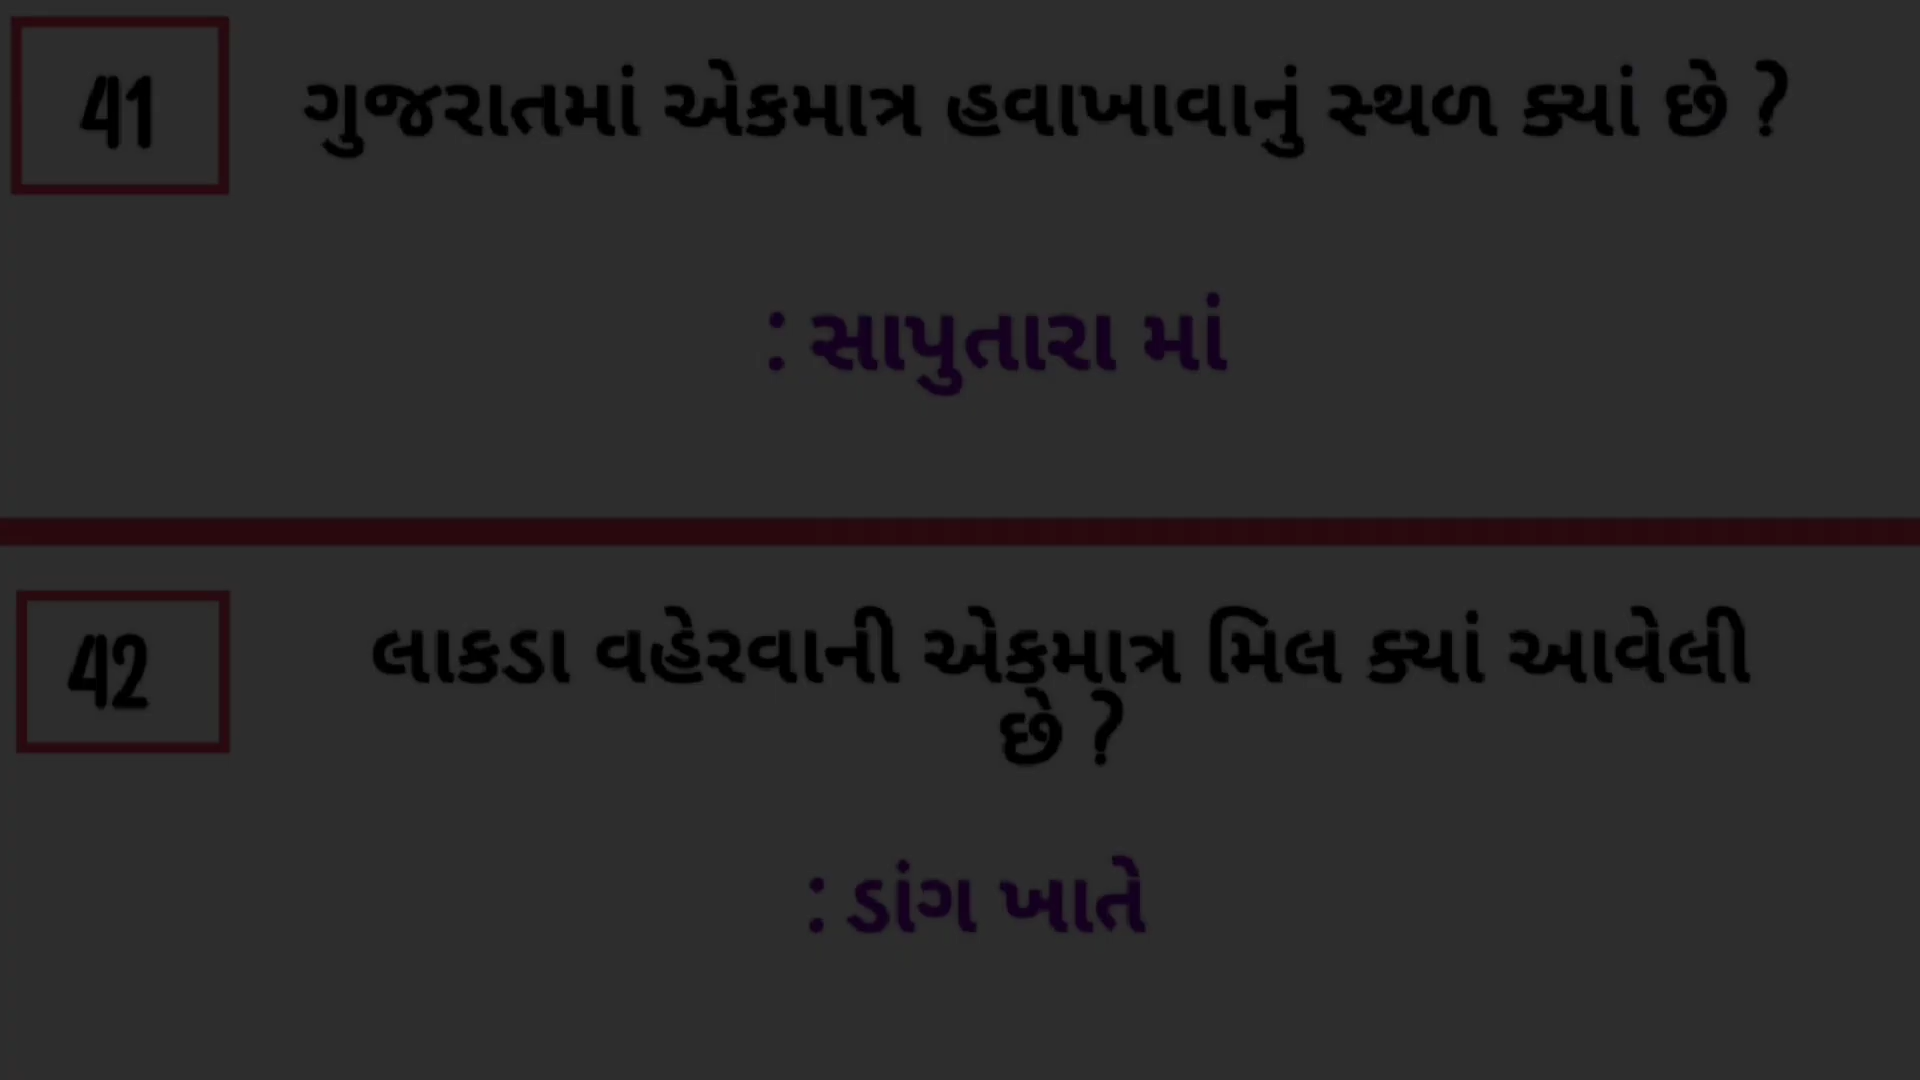 41
ગુજરાતમાં એકમાત્ર હવાખાવાનું સ્થળ ક્યાં છે ?
: સાપુતારા માં
42
લાકડા વહેરવાની એકમાત્ર મિલ ક્યાં આવેલી
છે ?
: ડાંગ ખાતે